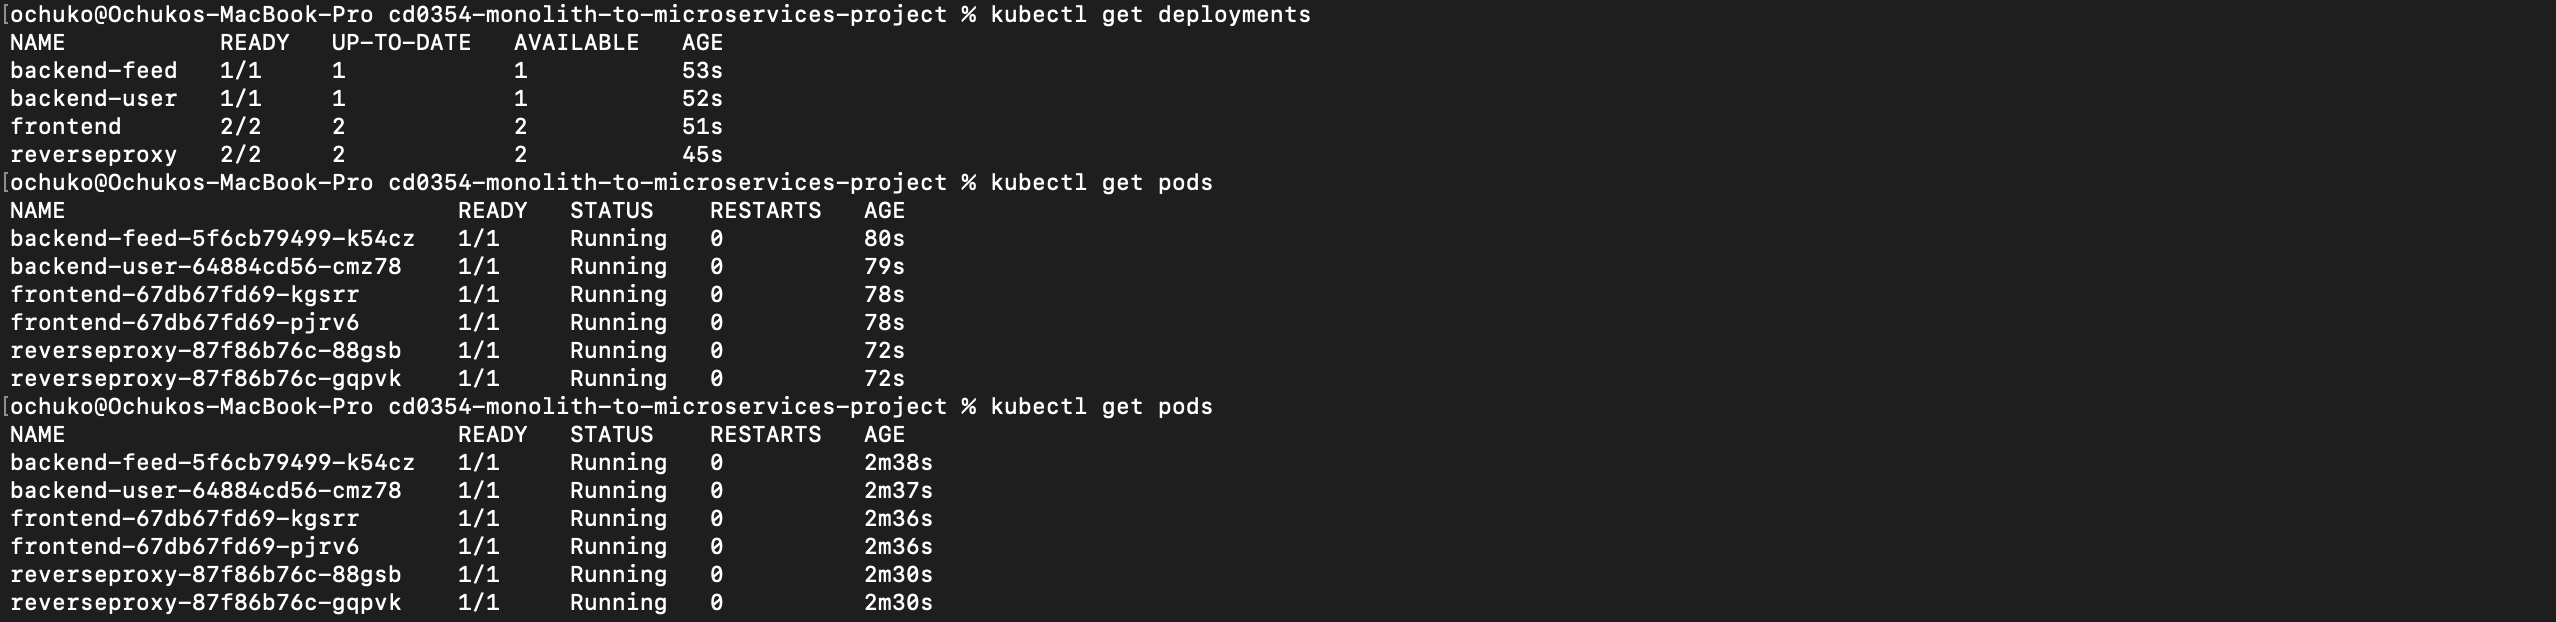 [ochuko@Ochukos-MacBook-Pro cd0354-monolith-to-microservices-project % kubectl get deployments
NAME           READY   UP-TO-DATE   AVAILABLE   AGE
backend-feed   1/1     1            1           53s
backend-user   1/1     1            1           52s
frontend       2/2     2            2           51s
reverseproxy   2/2     2            2           45s
[ochuko@Ochukos-MacBook-Pro cd0354-monolith-to-microservices-project % kubectl get pods
NAME                            READY   STATUS    RESTARTS   AGE
backend-feed-5f6cb79499-k54cz   1/1     Running   0          80s
backend-user-64884cd56-cmz78    1/1     Running   0          79s
frontend-67db67fd69-kgsrr       1/1     Running   0          78s
frontend-67db67fd69-pjrv6       1/1     Running   0          78s
reverseproxy-87f86b76c-88gsb    1/1     Running   0          72s
reverseproxy-87f86b76c-gqpvk    1/1     Running   0          72s
[ochuko@Ochukos-MacBook-Pro cd0354-monolith-to-microservices-project % kubectl get pods
NAME                            READY   STATUS    RESTARTS   AGE
backend-feed-5f6cb79499-k54cz   1/1     Running   0          2m38s
backend-user-64884cd56-cmz78    1/1     Running   0          2m37s
frontend-67db67fd69-kgsrr       1/1     Running   0          2m36s
frontend-67db67fd69-pjrv6       1/1     Running   0          2m36s
reverseproxy-87f86b76c-88gsb    1/1     Running   0          2m30s
reverseproxy-87f86b76c-gqpvk    1/1     Running   0          2m30s